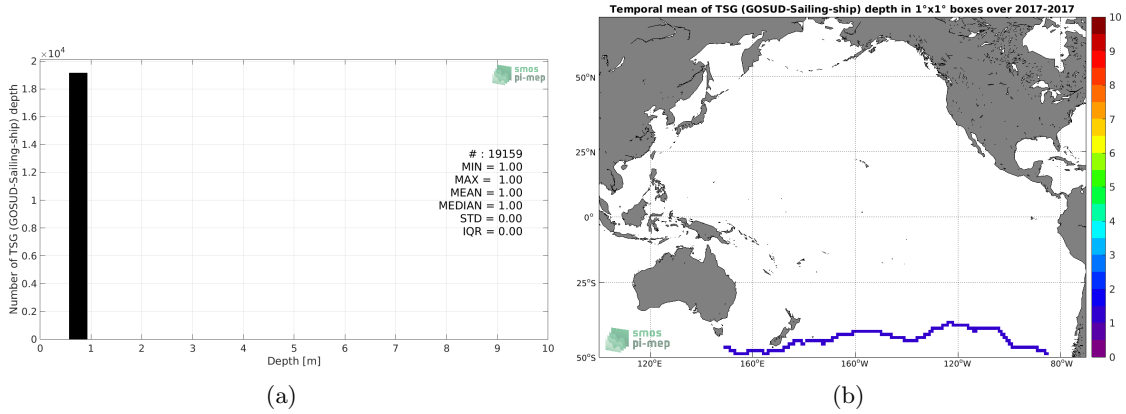 ×10⁴
2
1.8
1.6
1.4
1.2
1
0.8
0.6
0.4
0.2
0
Number of TSG (GOSUD-Sailing-ship) depth
smos
pi-mep
# : 19159
MIN = 1.00
MAX = 1.00
MEAN = 1.00
MEDIAN = 1.00
STD = 0.00
IQR = 0.00
0 1 2 3 4 5 6 7 8 9 10
Depth [m]
(a)
Temporal mean of TSG (GOSUD-Sailing-ship) depth in 1°x1° boxes over 2017-2017
50°N
25°N
0°
25°S
50°S
smos
pi-mep
120°E 160°E 160°W 120°W 80°W
10
9
8
7
6
5
4
3
2
1
0
(b)